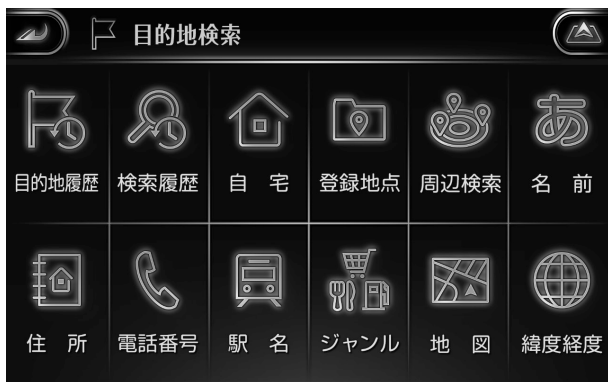 目的地検索
目的地履歴 検索履歴 自 宅 登録地点 周辺検索 あ 名 前
住 所 電話番号 駅 名 ジャンル 地 図 緯度経度